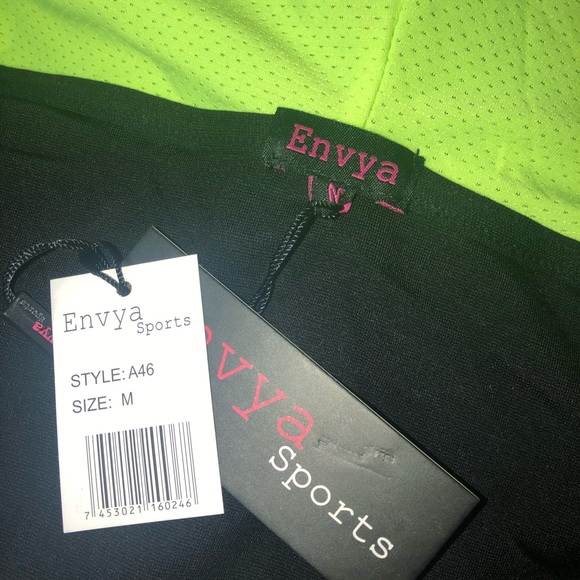 Envya
M
Envya
Sports
STYLE: A46
SIZE: M
7 453021 160246
nvya
sports